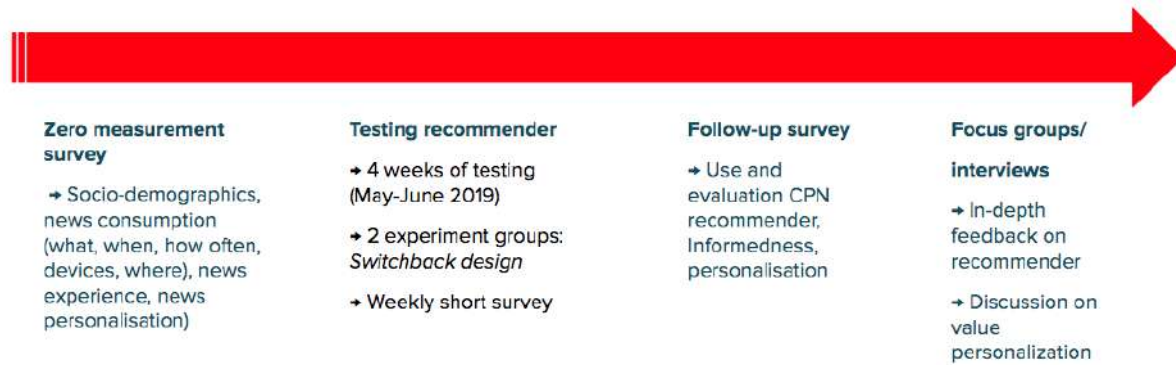 Zero measurement
survey
→ Socio-demographics,
news consumption
(what, when, how often,
devices, where), news
experience, news
personalisation)
Testing recommender
→ 4 weeks of testing
(May-June 2019)
→ 2 experiment groups:
Switchback design
→ Weekly short survey
Follow-up survey
→ Use and
evaluation CPN
recommender,
Informedness,
personalisation
Focus groups/
interviews
→ In-depth
feedback on
recommender
→ Discussion on
value
personalization